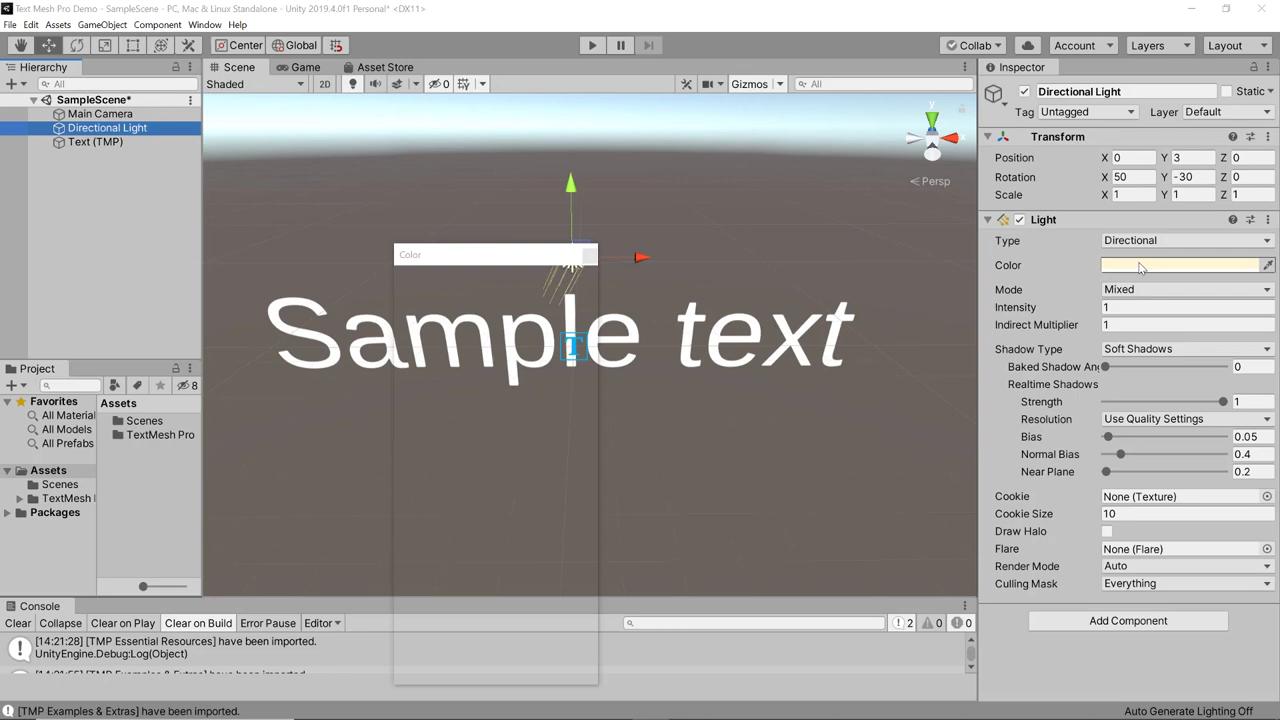 Text Mesh Pro Demo - SampleScene - PC, Mac & Linux Standalone - Unity 2019.4.0f1 Personal* <DX11>
File Edit Assets GameObject Component Window Help
Center Global Collab Account Layers Layout
Hierarchy
All
SampleScene*
Main Camera
Directional Light
Text (TMP)
Scene Game Asset Store
Shaded 2D 0 Gizmos All
y
x
Persp
Color
Sample text
T
Inspector
Directional Light Static
Tag Untagged Layer Default
Transform
Position X 0 Y 3 Z 0
Rotation X 50 Y -30 Z 0
Scale X 1 Y 1 Z 1
Light
Type Directional
Color
Mode Mixed
Intensity 1
Indirect Multiplier 1
Shadow Type Soft Shadows
Baked Shadow Ang 0
Realtime Shadows
Strength 1
Resolution Use Quality Settings
Bias 0.05
Normal Bias 0.4
Near Plane 0.2
Cookie None (Texture)
Cookie Size 10
Draw Halo
Flare None (Flare)
Render Mode Auto
Culling Mask Everything
Add Component
Project
8
Favorites
All Material
All Models
All Prefabs
Assets
Scenes
TextMesh
Packages
Assets
Scenes
TextMesh Pro
Console
Clear Collapse Clear on Play Clear on Build Error Pause Editor 2 0 0
[14:21:28] [TMP Essential Resources] have been imported.
UnityEngine.Debug:Log(Object)
[TMP Examples & Extras] have been imported.
Auto Generate Lighting Off